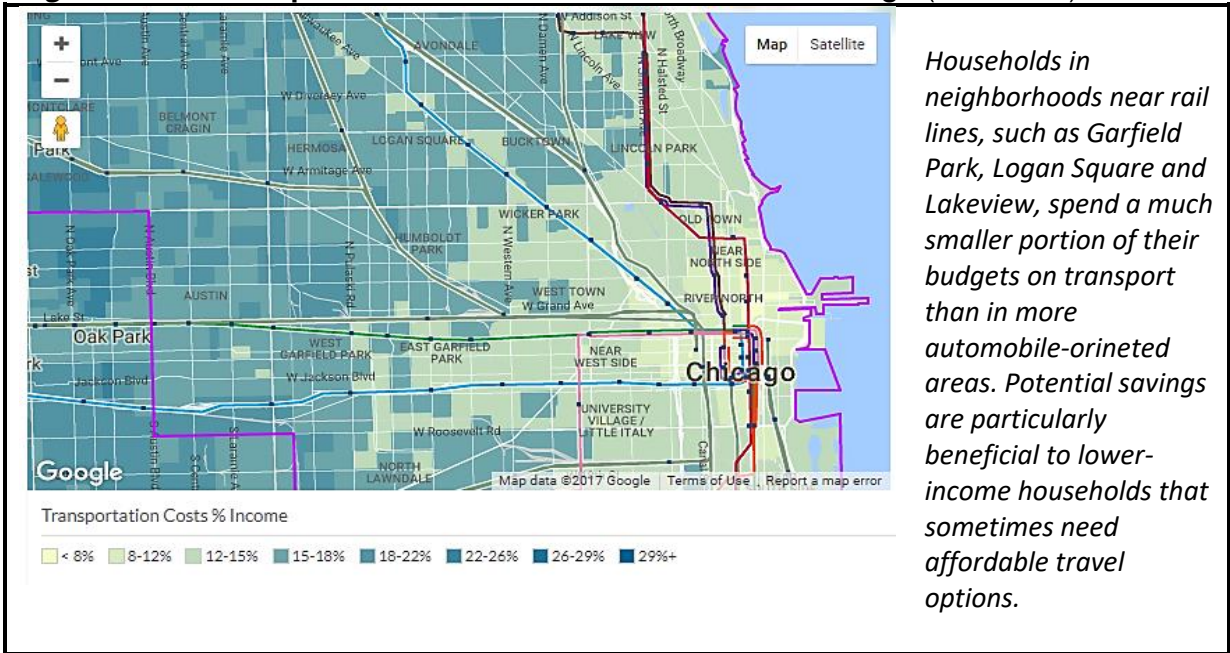 +
−
Map Satellite
W Addison St
LAKE VIEW
AVONDALE
N Damen Ave
N Lincoln Ave
N Halsted St
W Diversey Ave
BELMONT
CRAGIN
HERMOSA
LOGAN SQUARE
BUCKTOWN
LINCOLN PARK
Park
W Armitage Ave
WICKER PARK
OLD TOWN
HUMBOLDT
PARK
N Western Ave
NEAR
NORTH SIDE
N Oak Park Ave
N Austin Blvd
N Pulaski Rd
AUSTIN
WEST TOWN
W Grand Ave
RIVER NORTH
Lake St
Oak Park
WEST
GARFIELD PARK
EAST GARFIELD
PARK
NEAR
WEST SIDE
Chicago
Jackson Blvd
W Jackson Blvd
UNIVERSITY
VILLAGE /
LITTLE ITALY
W Roosevelt Rd
NORTH
LAWNDALE
Google
Map data ©2017 Google Terms of Use Report a map error
Transportation Costs % Income
< 8% 8-12% 12-15% 15-18% 18-22% 22-26% 26-29% 29%+
Households in
neighborhoods near rail
lines, such as Garfield
Park, Logan Square and
Lakeview, spend a much
smaller portion of their
budgets on transport
than in more
automobile-orineted
areas. Potential savings
are particularly
beneficial to lower-
income households that
sometimes need
affordable travel
options.